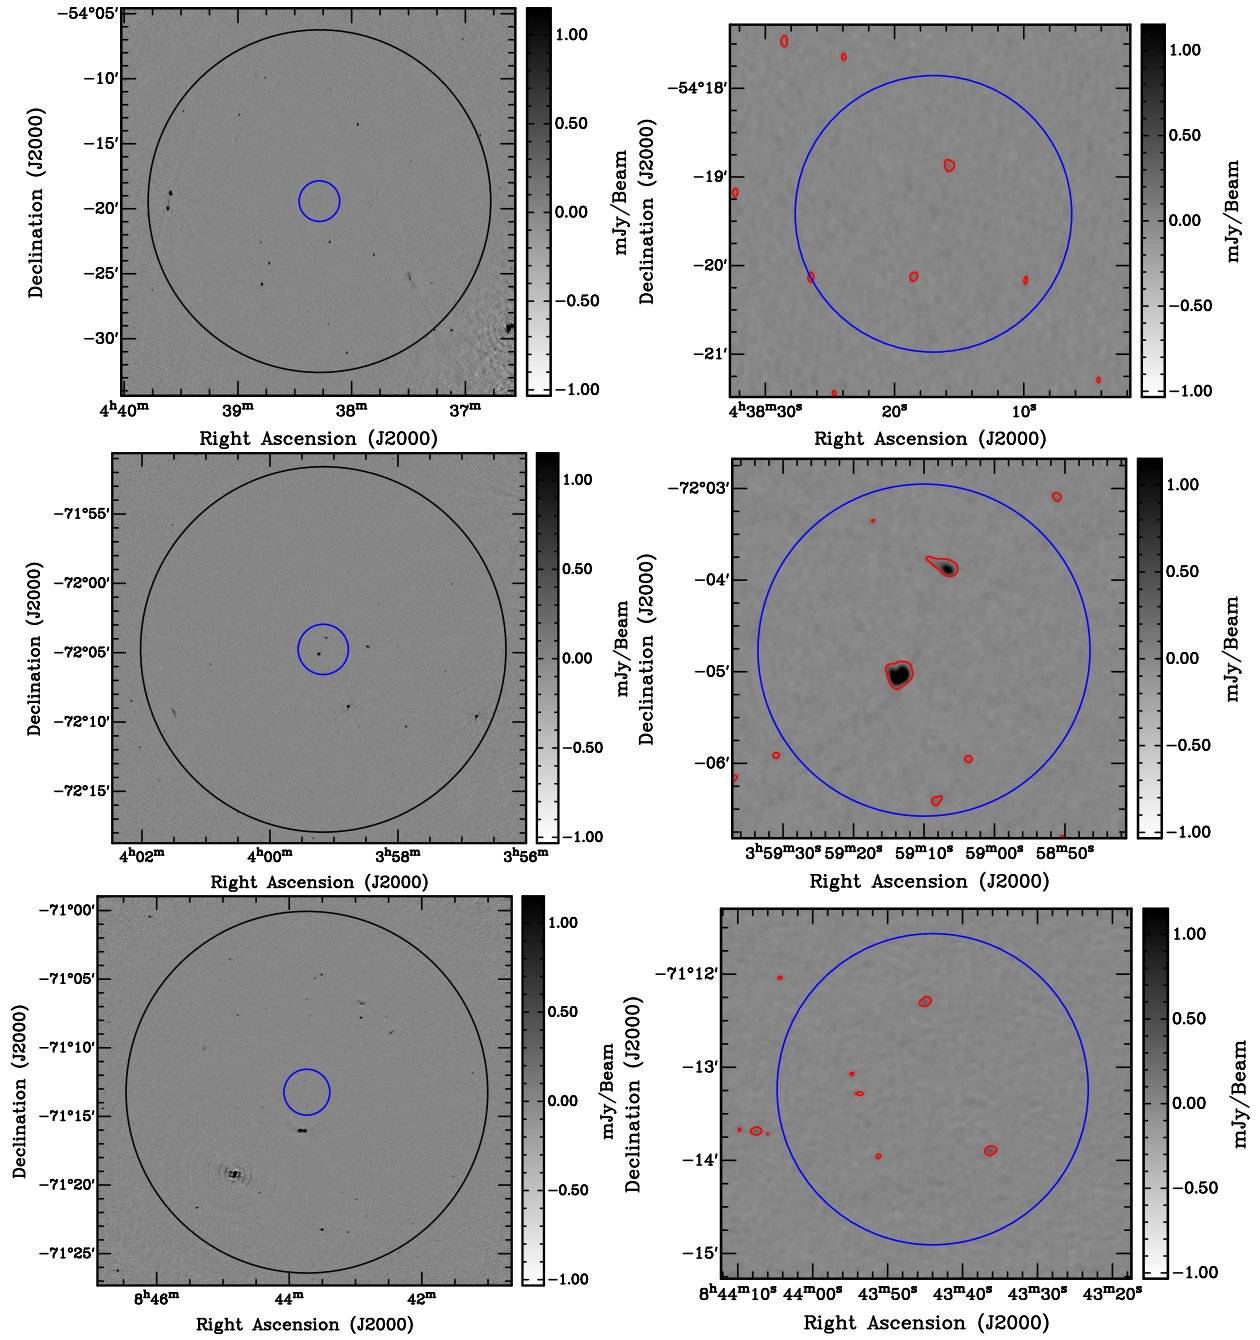 −54°05′
−10′
−15′
−20′
−25′
−30′
Declination (J2000)
4ʰ40ᵐ 39ᵐ 38ᵐ 37ᵐ
Right Ascension (J2000)
1.00
0.50
0.00
−0.50
−1.00
mJy/Beam
−54°18′
−19′
−20′
−21′
Declination (J2000)
4ʰ38ᵐ30ˢ 20ˢ 10ˢ
Right Ascension (J2000)
1.00
0.50
0.00
−0.50
−1.00
mJy/Beam
−71°55′
−72°00′
−72°05′
−72°10′
−72°15′
Declination (J2000)
4ʰ02ᵐ 4ʰ00ᵐ 3ʰ58ᵐ 3ʰ56ᵐ
Right Ascension (J2000)
1.00
0.50
0.00
−0.50
−1.00
mJy/Beam
−72°03′
−04′
−05′
−06′
Declination (J2000)
3ʰ59ᵐ30ˢ 59ᵐ20ˢ 59ᵐ10ˢ 59ᵐ00ˢ 58ᵐ50ˢ
Right Ascension (J2000)
1.00
0.50
0.00
−0.50
−1.00
mJy/Beam
−71°00′
−71°05′
−71°10′
−71°15′
−71°20′
−71°25′
Declination (J2000)
8ʰ46ᵐ 44ᵐ 42ᵐ
Right Ascension (J2000)
1.00
0.50
0.00
−0.50
−1.00
mJy/Beam
−71°12′
−13′
−14′
−15′
Declination (J2000)
8ʰ44ᵐ10ˢ 44ᵐ00ˢ 43ᵐ50ˢ 43ᵐ40ˢ 43ᵐ30ˢ 43ᵐ20ˢ
Right Ascension (J2000)
1.00
0.50
0.00
−0.50
−1.00
mJy/Beam